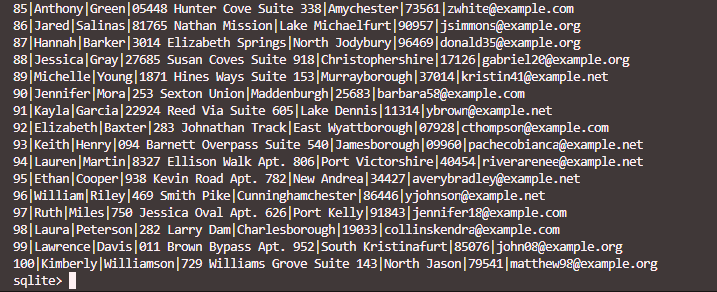 85|Anthony|Green|05448 Hunter Cove Suite 338|Amychester|73561|zwhite@example.com
86|Jared|Salinas|81765 Nathan Mission|Lake Michaelfurt|90957|jsimmons@example.org
87|Hannah|Barker|3014 Elizabeth Springs|North Jodybury|96469|donald35@example.org
88|Jessica|Gray|27685 Susan Coves Suite 918|Christophershire|17126|gabriel20@example.org
89|Michelle|Young|1871 Hines Ways Suite 153|Murrayborough|37014|kristin41@example.net
90|Jennifer|Mora|253 Sexton Union|Maddenburgh|25683|barbara58@example.com
91|Kayla|Garcia|22924 Reed Via Suite 605|Lake Dennis|11314|ybrown@example.net
92|Elizabeth|Baxter|283 Johnathan Track|East Wyattborough|07928|cthompson@example.com
93|Keith|Henry|094 Barnett Overpass Suite 540|Jamesborough|09960|pachecobianca@example.net
94|Lauren|Martin|8327 Ellison Walk Apt. 806|Port Victorshire|40454|riverarenee@example.com
95|Ethan|Cooper|938 Kevin Road Apt. 782|New Andrea|34427|averybradley@example.net
96|William|Riley|469 Smith Pike|Cunninghamchester|86446|yjohnson@example.net
97|Ruth|Miles|750 Jessica Oval Apt. 626|Port Kelly|91843|jennifer18@example.com
98|Laura|Peterson|282 Larry Dam|Charlesborough|19033|collinskendra@example.com
99|Lawrence|Davis|011 Brown Bypass Apt. 952|South Kristinafurt|85076|john08@example.org
100|Kimberly|Williamson|729 Williams Grove Suite 143|North Jason|79541|matthew98@example.org
sqlite>